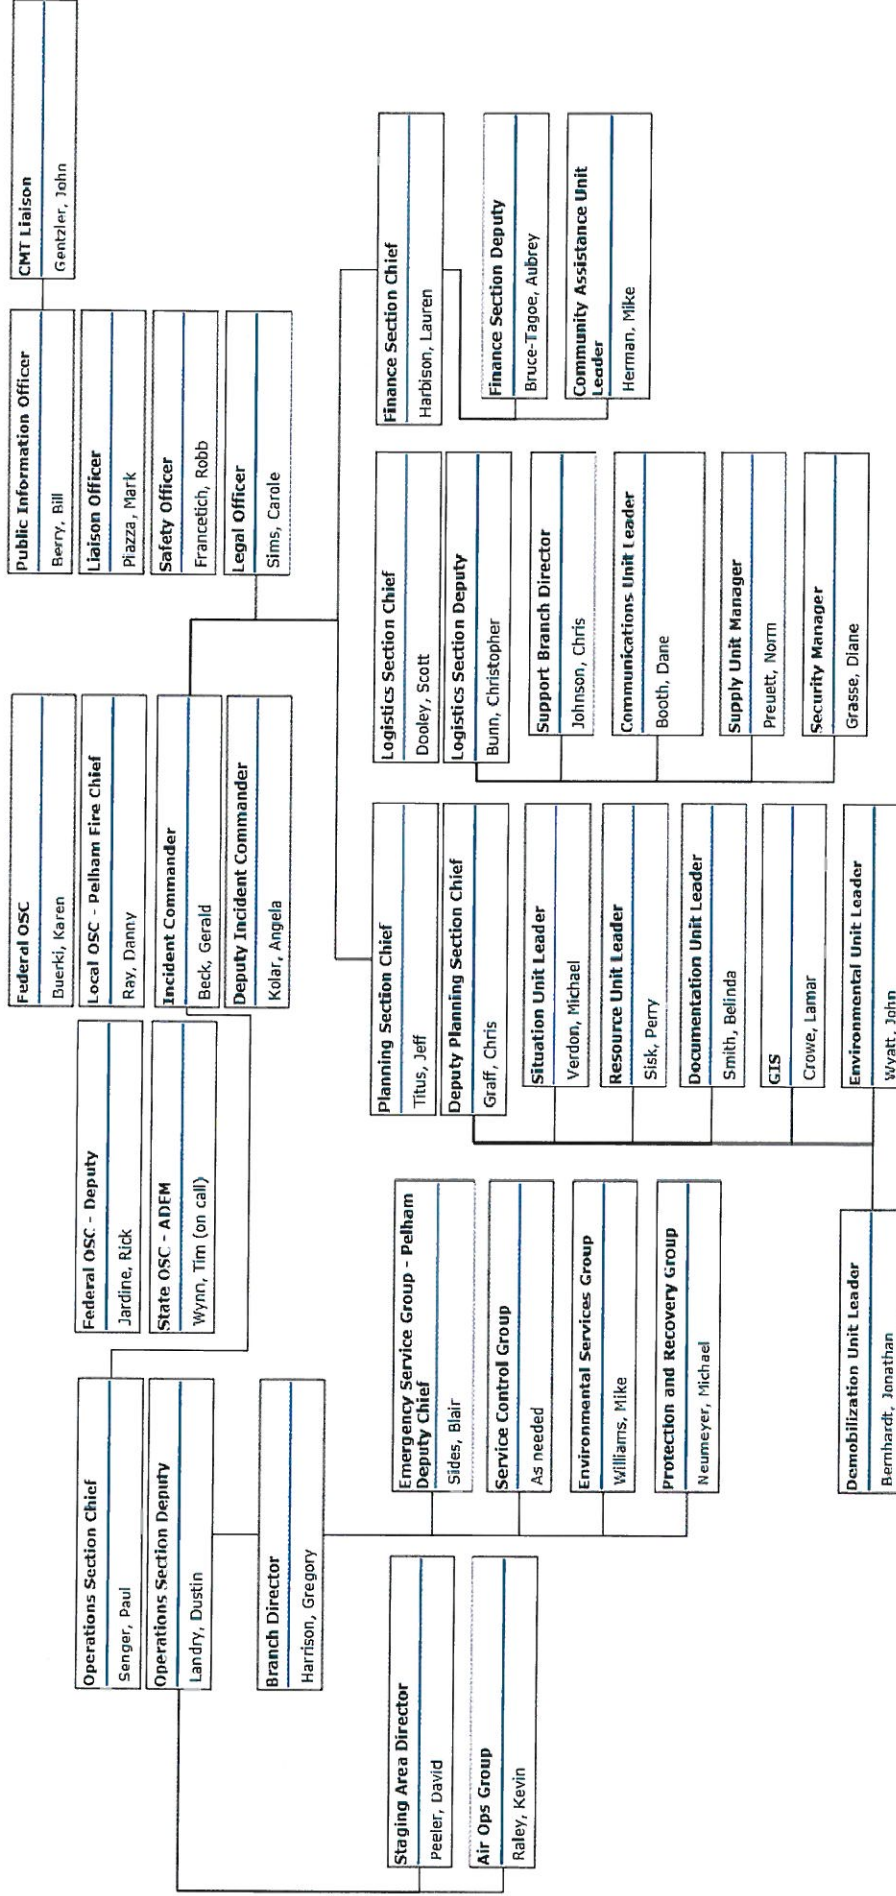 Federal OSC
Buerki, Karen
Local OSC - Pelham Fire Chief
Ray, Danny
Incident Commander
Beck, Gerald
Deputy Incident Commander
Kolar, Angela
Federal OSC - Deputy
Jardine, Rick
State OSC - ADEM
Wynn, Tim (on call)
Public Information Officer
Berry, Bill
Liaison Officer
Piazza, Mark
Safety Officer
Francetich, Robb
Legal Officer
Sims, Carole
CMT Liaison
Gentzler, John
Operations Section Chief
Senger, Paul
Operations Section Deputy
Landry, Dustin
Branch Director
Harrison, Gregory
Staging Area Director
Peeler, David
Air Ops Group
Raley, Kevin
Emergency Service Group - Pelham
Deputy Chief
Sides, Blair
Service Control Group
As needed
Environmental Services Group
Williams, Mike
Protection and Recovery Group
Neumeyer, Michael
Planning Section Chief
Titus, Jeff
Deputy Planning Section Chief
Graff, Chris
Situation Unit Leader
Verdon, Michael
Resource Unit Leader
Sisk, Perry
Documentation Unit Leader
Smith, Belinda
GIS
Crowe, Lamar
Environmental Unit Leader
Wyatt, John
Demobilization Unit Leader
Bernhardt, Jonathan
Logistics Section Chief
Dooley, Scott
Logistics Section Deputy
Bunn, Christopher
Support Branch Director
Johnson, Chris
Communications Unit Leader
Booth, Dane
Supply Unit Manager
Preuett, Norm
Security Manager
Grasse, Diane
Finance Section Chief
Harbison, Lauren
Finance Section Deputy
Bruce-Tagoe, Aubrey
Community Assistance Unit
Leader
Herman, Mike